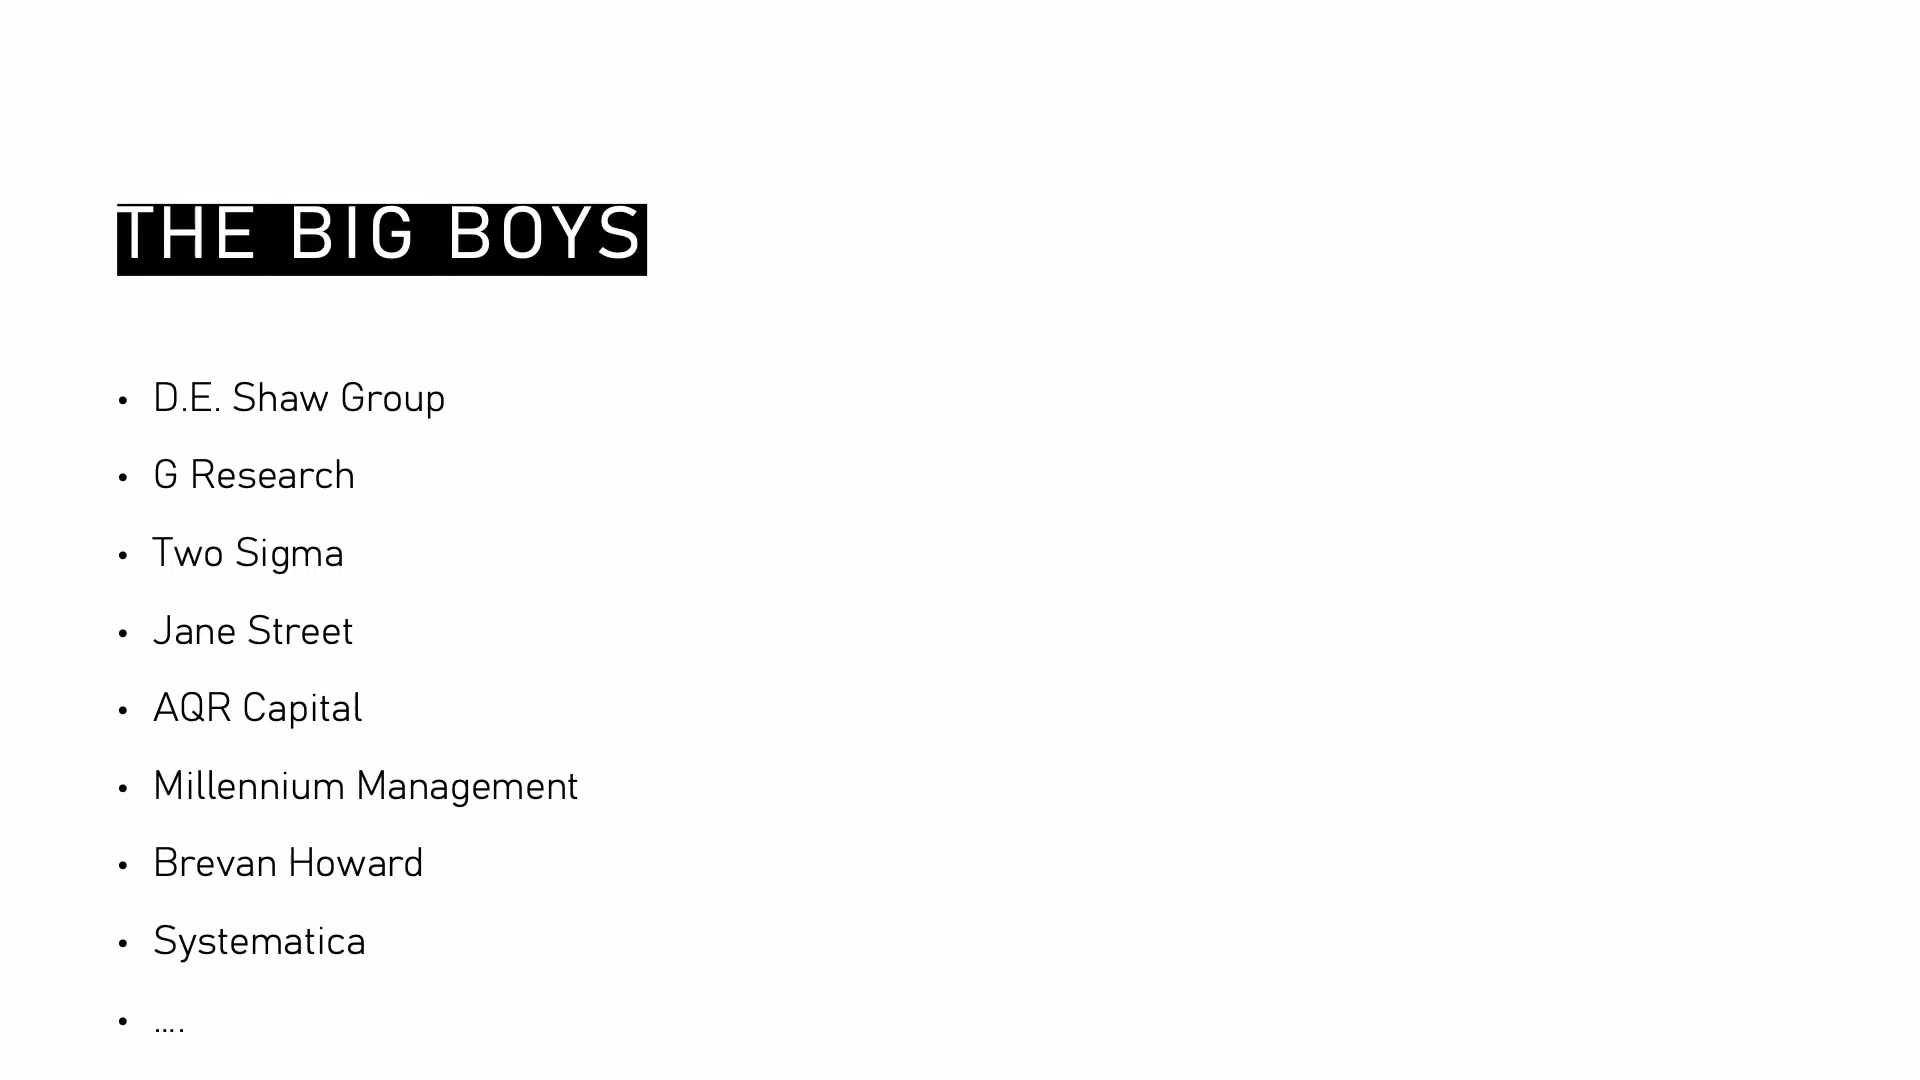 THE BIG BOYS
• D.E. Shaw Group
• G Research
• Two Sigma
• Jane Street
• AQR Capital
• Millennium Management
• Brevan Howard
• Systematica
• ….